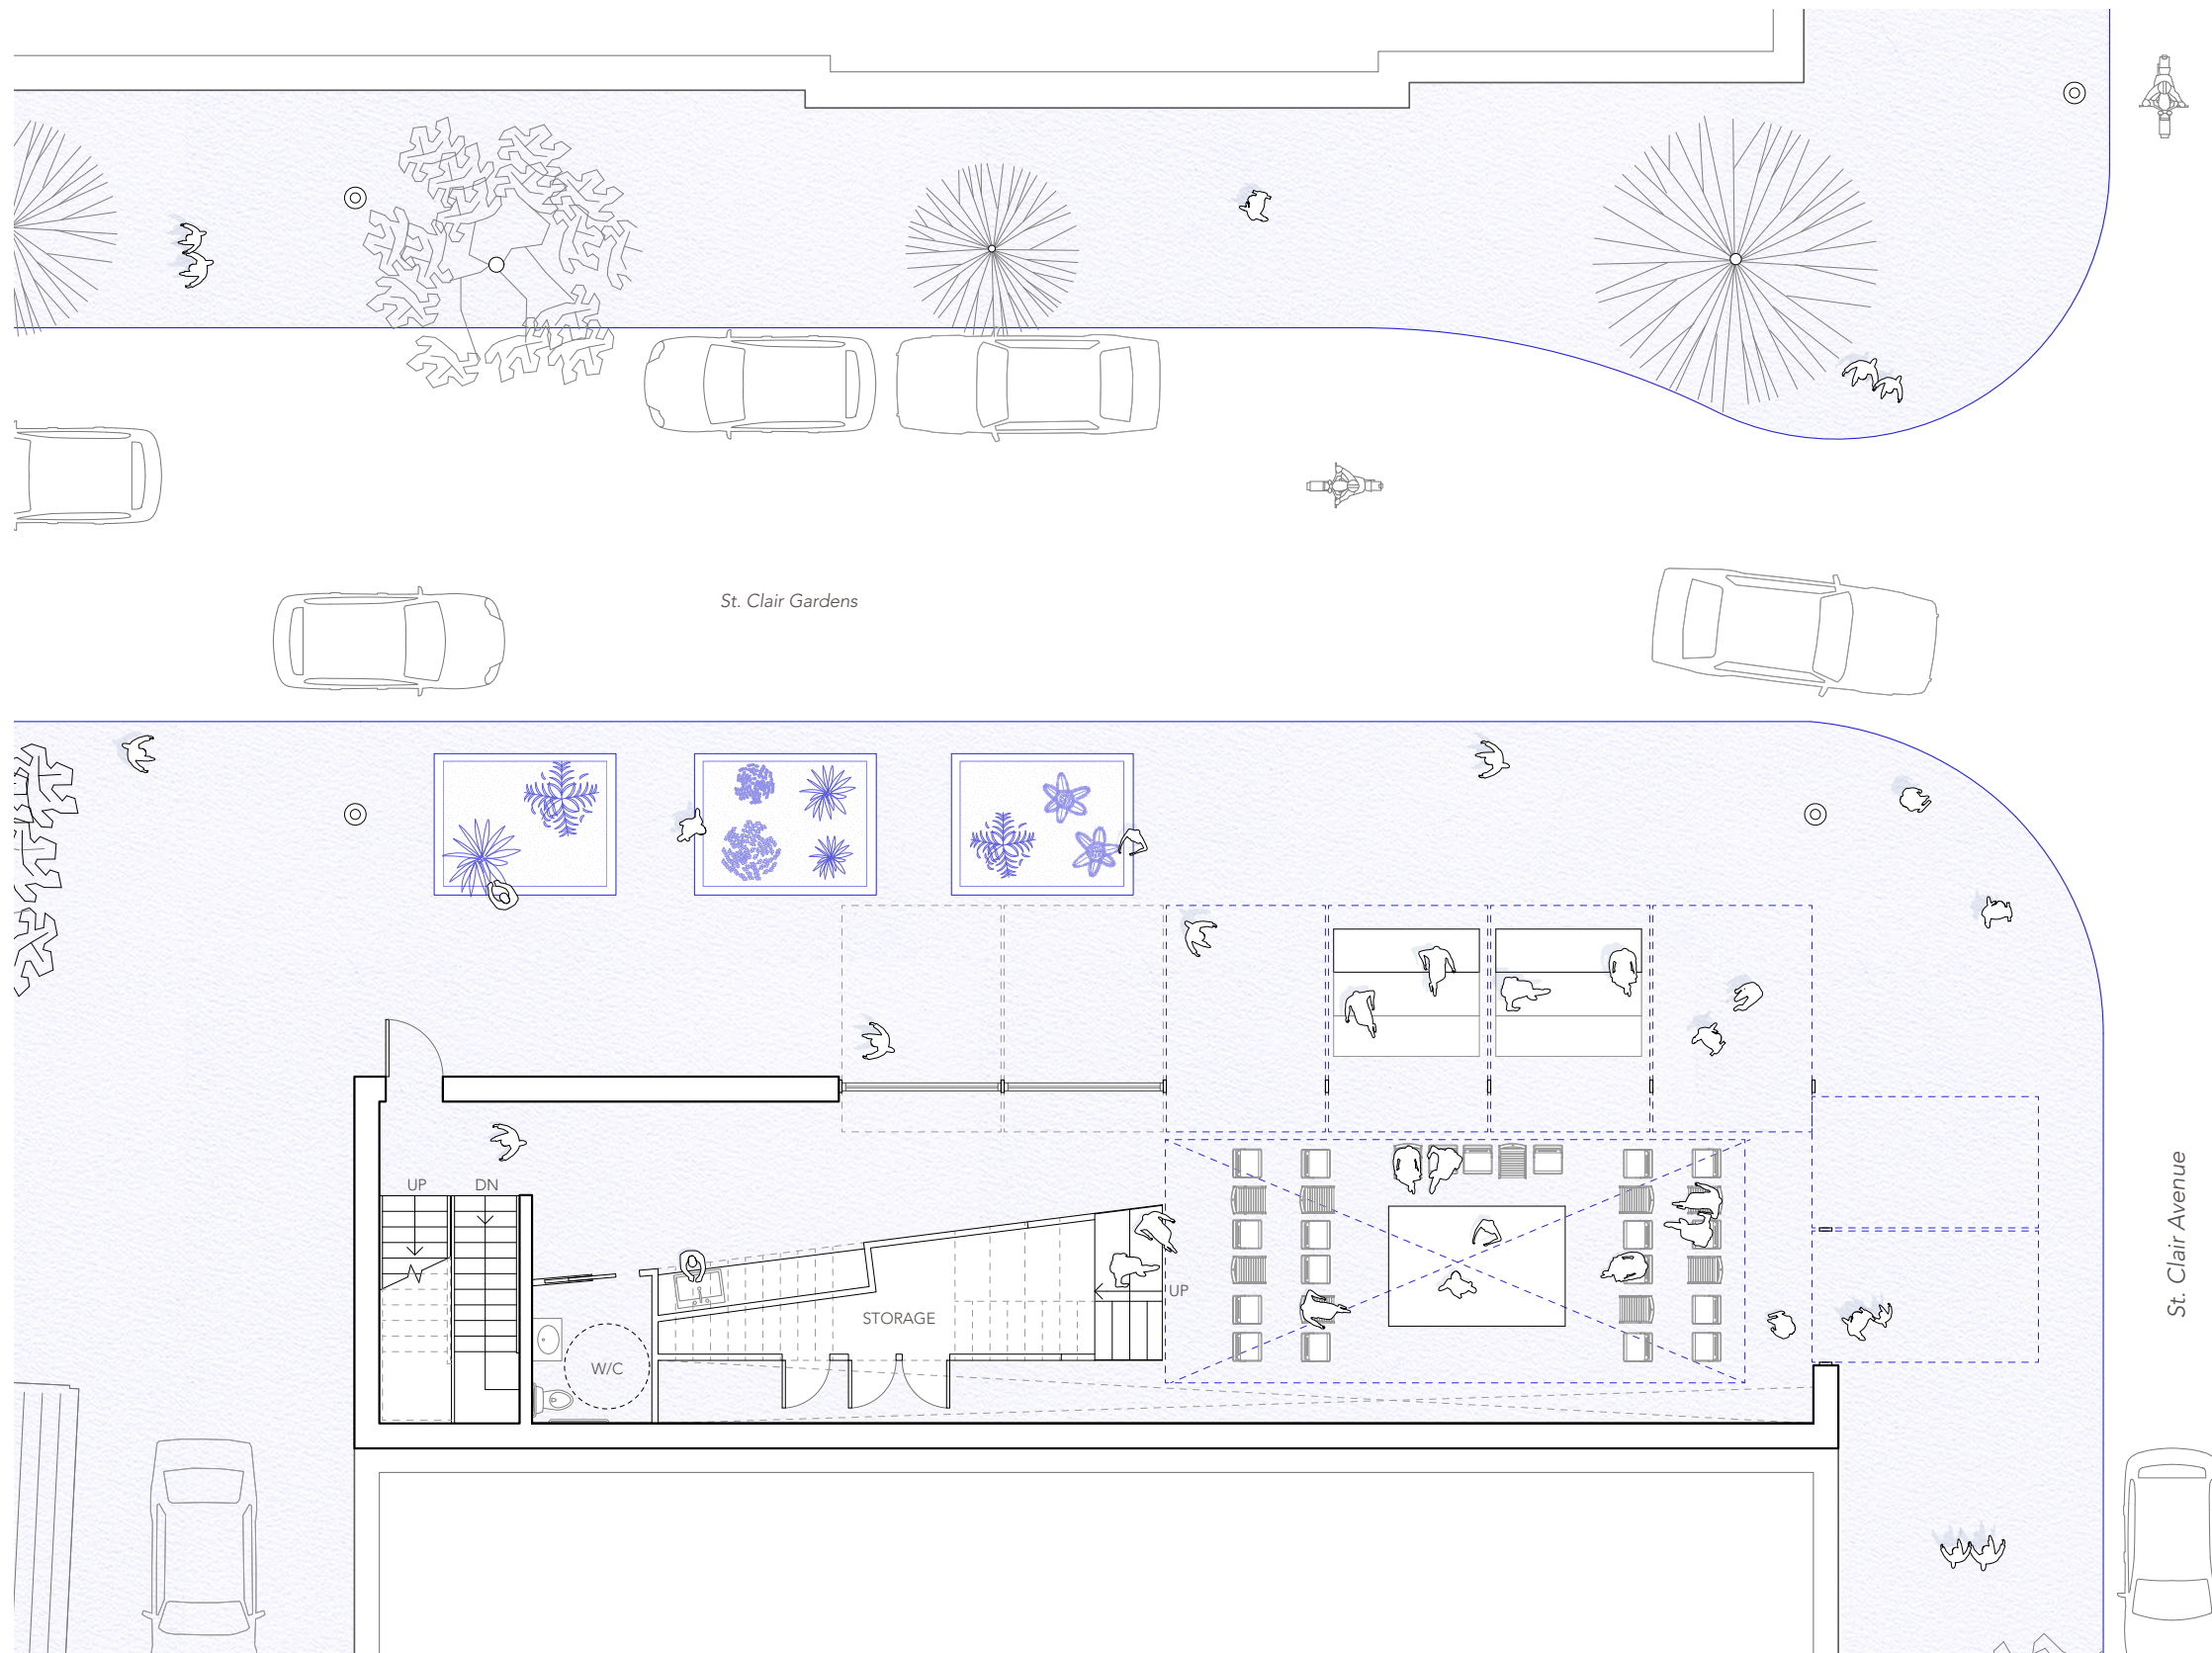 St. Clair Gardens
UP
DN
St. Clair Avenue
UP
STORAGE
W/C